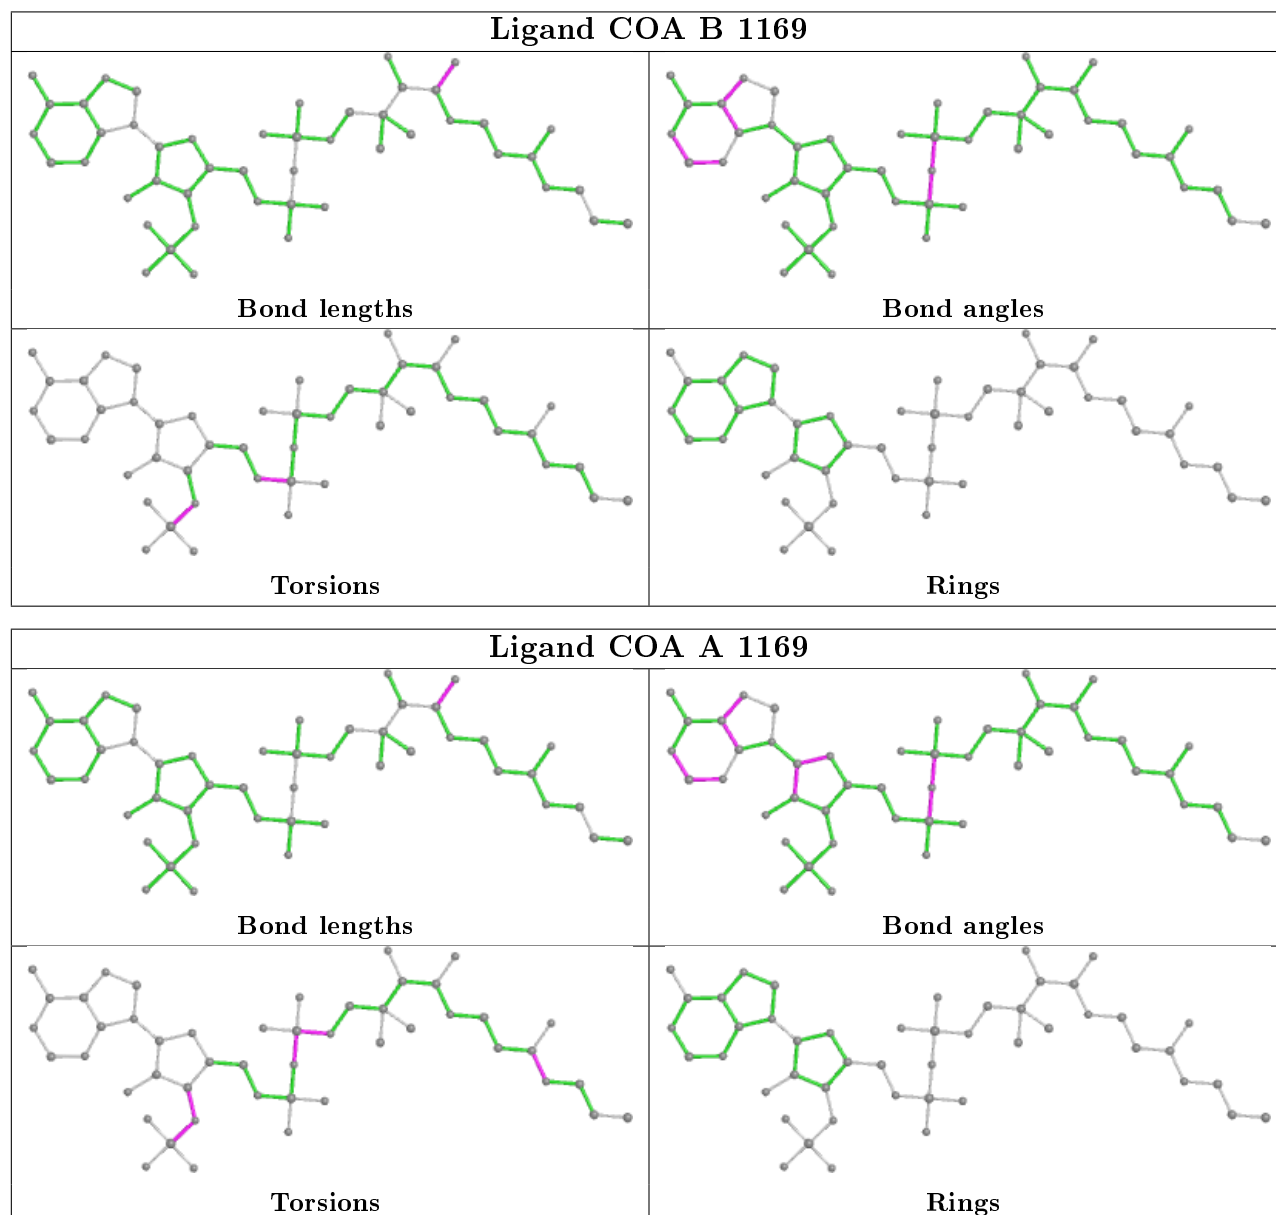 Ligand COA B 1169
Bond lengths
Bond angles
Torsions
Rings
Ligand COA A 1169
Bond lengths
Bond angles
Torsions
Rings